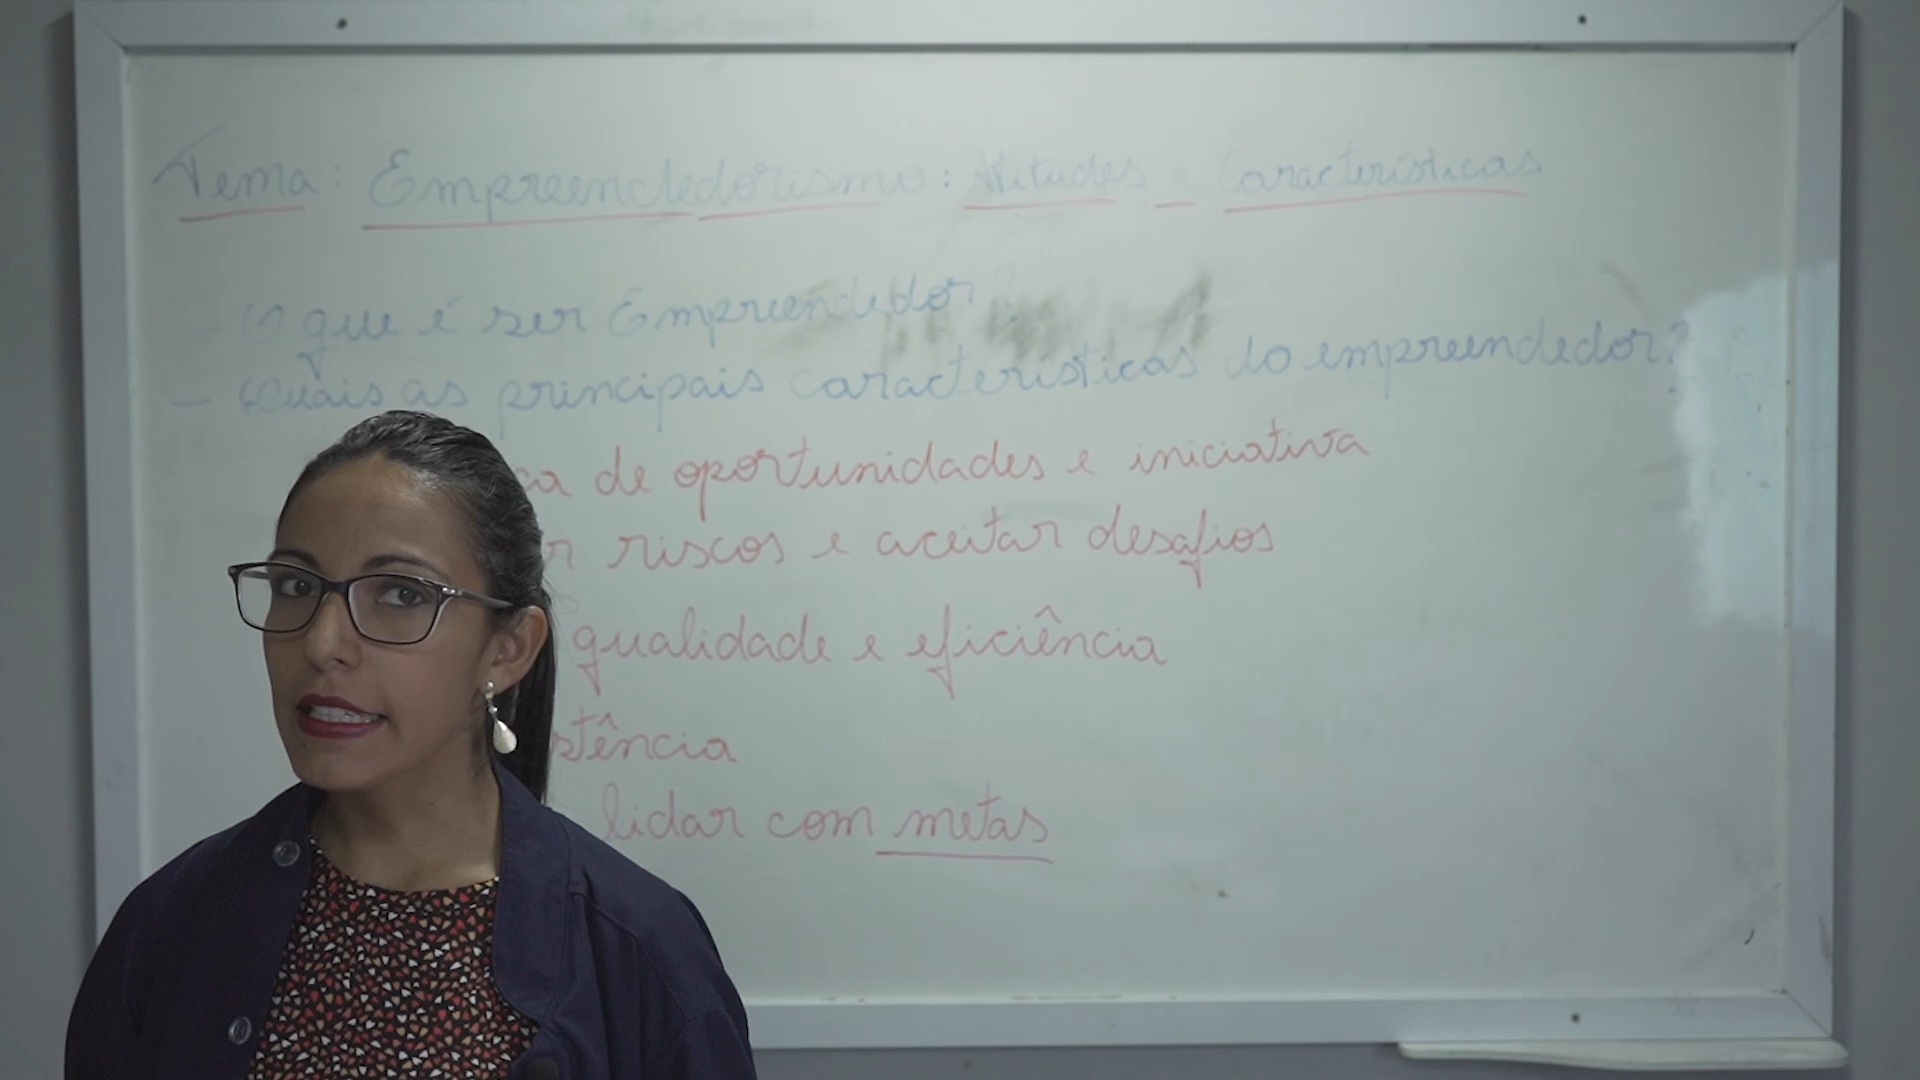 Tema: Empreendedorismo: Atitudes e Características
- O que é ser Empreendedor?
- Quais as principais características do empreendedor?
de oportunidades e iniciativa
riscos e aceitar desafios
qualidade e eficiência
stência
lidar com metas